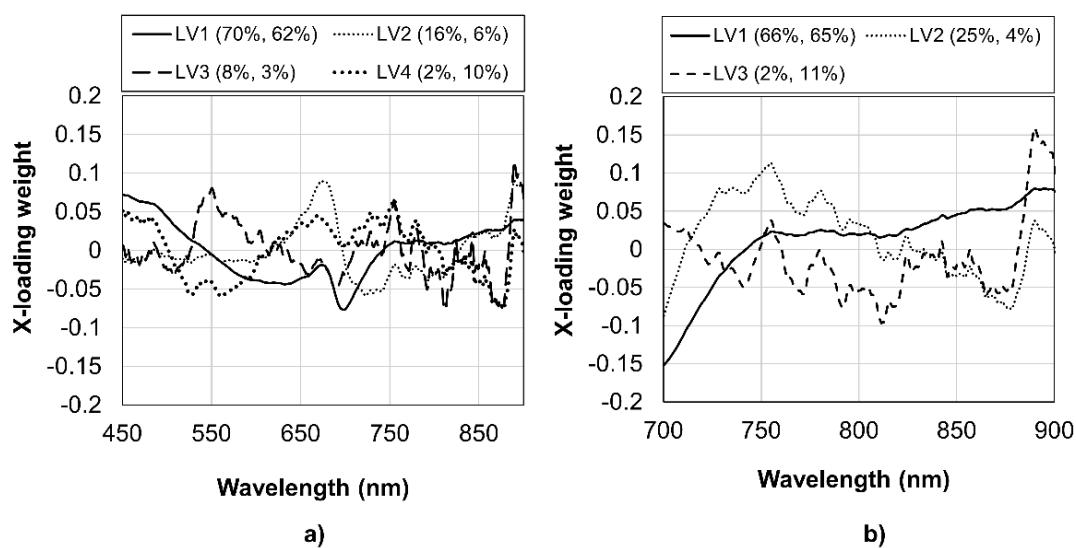 LV1 (70%, 62%) LV2 (16%, 6%)
LV3 (8%, 3%) LV4 (2%, 10%)
0.2
0.15
0.1
0.05
0
-0.05
-0.1
-0.15
-0.2
X-loading weight
450 550 650 750 850
Wavelength (nm)
a)
LV1 (66%, 65%) LV2 (25%, 4%)
LV3 (2%, 11%)
0.2
0.15
0.1
0.05
0
-0.05
-0.1
-0.15
-0.2
X-loading weight
700 750 800 850 900
Wavelength (nm)
b)